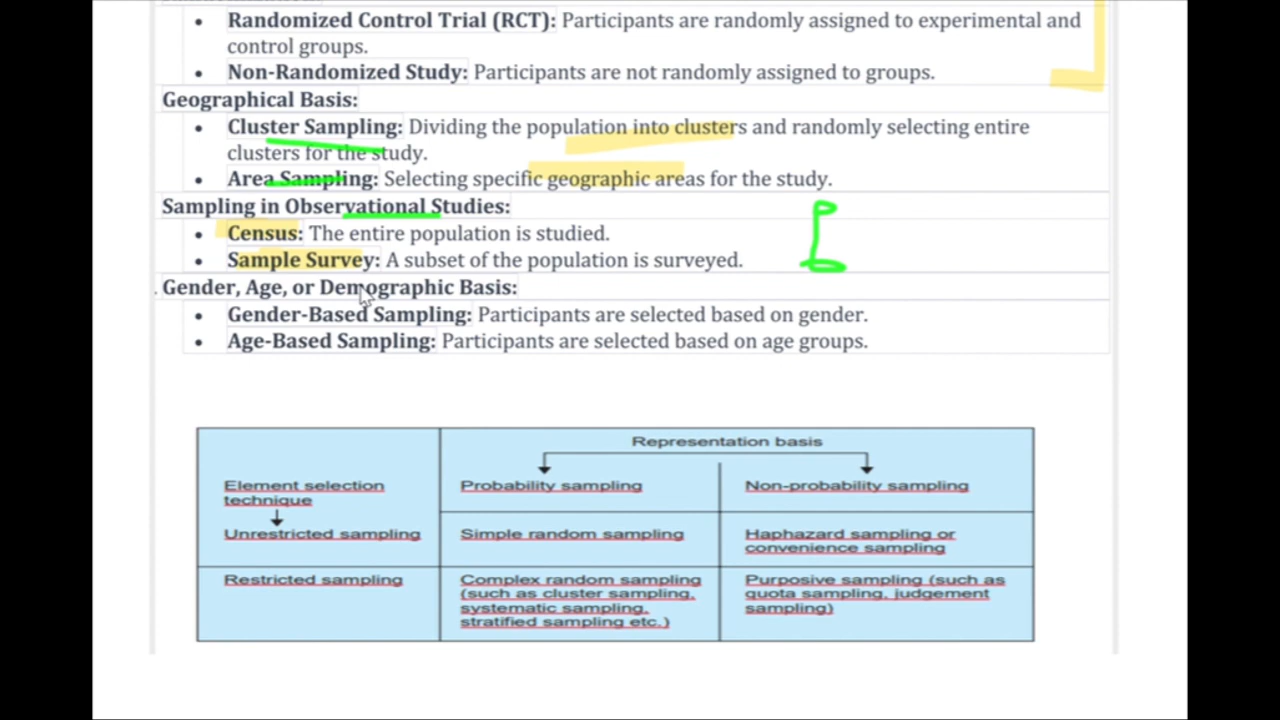 Randomized Control Trial (RCT): Participants are randomly assigned to experimental and
control groups.
Non-Randomized Study: Participants are not randomly assigned to groups.
Geographical Basis:
Cluster Sampling: Dividing the population into clusters and randomly selecting entire
clusters for the study.
Area Sampling: Selecting specific geographic areas for the study.
Sampling in Observational Studies:
Census: The entire population is studied.
Sample Survey: A subset of the population is surveyed.
Gender, Age, or Demographic Basis:
Gender-Based Sampling: Participants are selected based on gender.
Age-Based Sampling: Participants are selected based on age groups.
Representation basis
Element selection
technique
Probability sampling
Non-probability sampling
Unrestricted sampling
Simple random sampling
Haphazard sampling or
convenience sampling
Restricted sampling
Complex random sampling
(such as cluster sampling,
systematic sampling,
stratified sampling etc.)
Purposive sampling (such as
quota sampling, judgement
sampling)